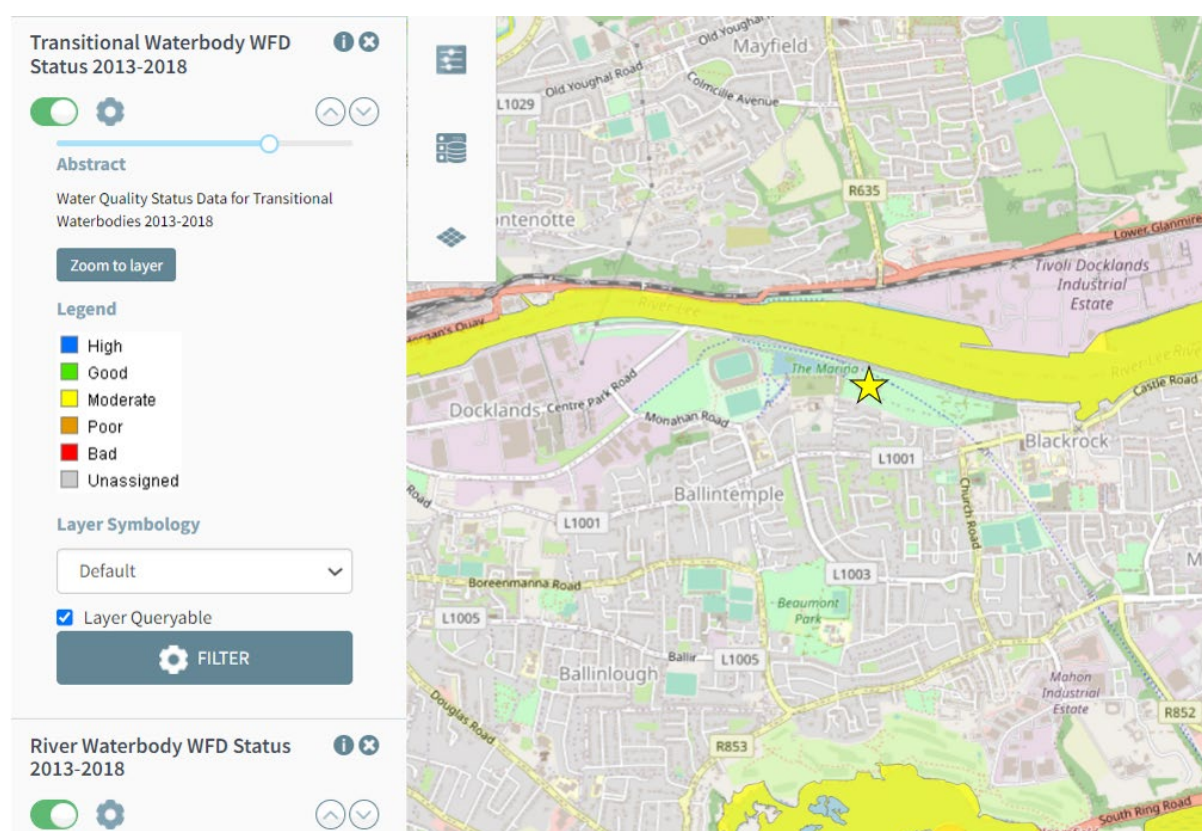 Transitional Waterbody WFD
Status 2013-2018
Abstract
Water Quality Status Data for Transitional
Waterbodies 2013-2018
Zoom to layer
Legend
High
Good
Moderate
Poor
Bad
Unassigned
Layer Symbology
Default
Layer Queryable
FILTER
River Waterbody WFD Status
2013-2018
Old Youghal
Mayfield
Old Youghal Road
Colmcille Avenue
L1029
R635
ontenotte
Lower Glanmire
Tivoli Docklands
Industrial
Estate
River Lee
organ's Quay
River Lee
The Marina
Castle Road
Docklands
Centre Park Road
Monahan Road
Blackrock
L1001
Road
Ballintemple
Church Road
L1001
L1003
Boreenmanna Road
Beaumont
Park
L1005
Ballin
L1005
Ballinlough
Mahon
Industrial
Estate
Douglas Road
R852
R853
South Ring Road